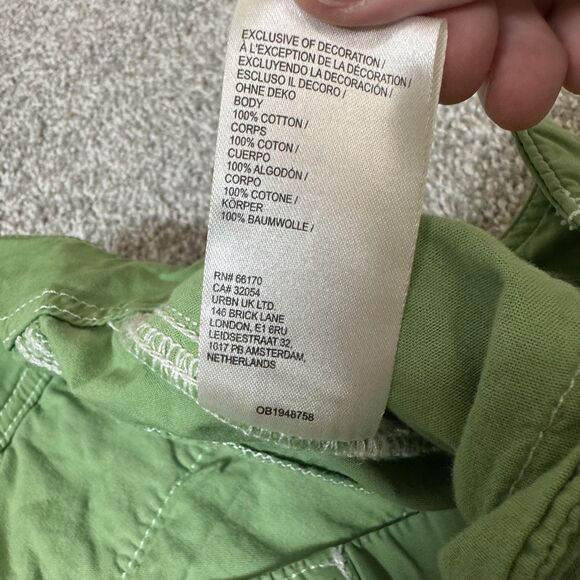 EXCLUSIVE OF DECORATION /
À L'EXCEPTION DE LA DÉCORATION /
EXCLUYENDO LA DECORACIÓN /
ESCLUSO IL DECORO /
OHNE DEKO
BODY
100% COTTON /
CORPS
100% COTON /
CUERPO
100% ALGODÓN /
CORPO
100% COTONE /
KÖRPER
100% BAUMWOLLE /
RN# 66170
CA# 32054
URBN UK LTD.
146 BRICK LANE
LONDON, E1 6RU
LEIDSESTRAAT 32,
1017 PB AMSTERDAM,
NETHERLANDS
OB1948758